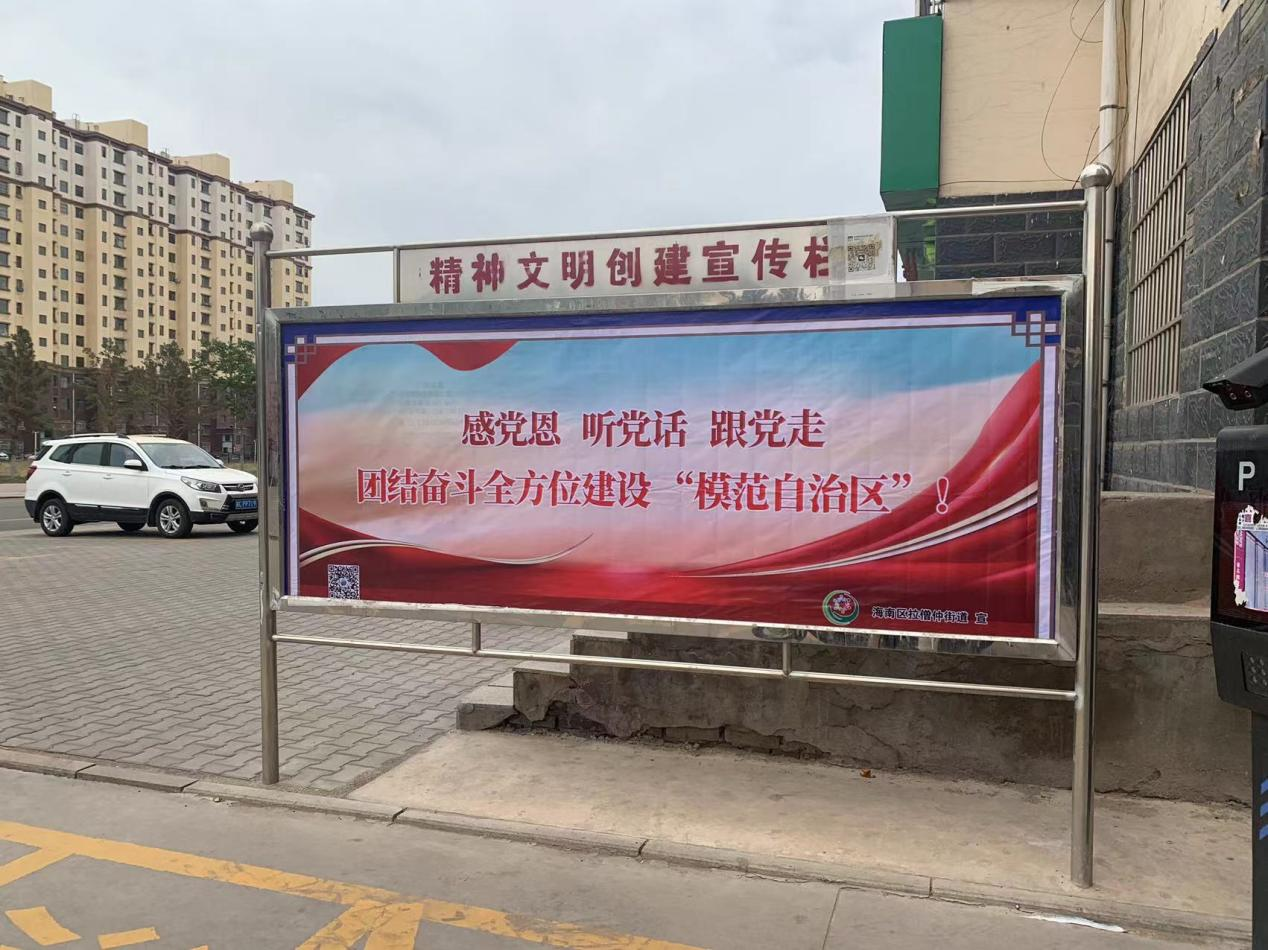 精神文明创建宣传栏
感党恩 听党话 跟党走
团结奋斗全方位建设“模范自治区”!
海南区拉僧仲街道 宣
P